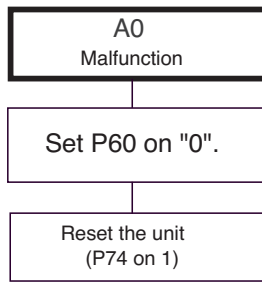 A0
Malfunction
Set P60 on "0".
Reset the unit
(P74 on 1)